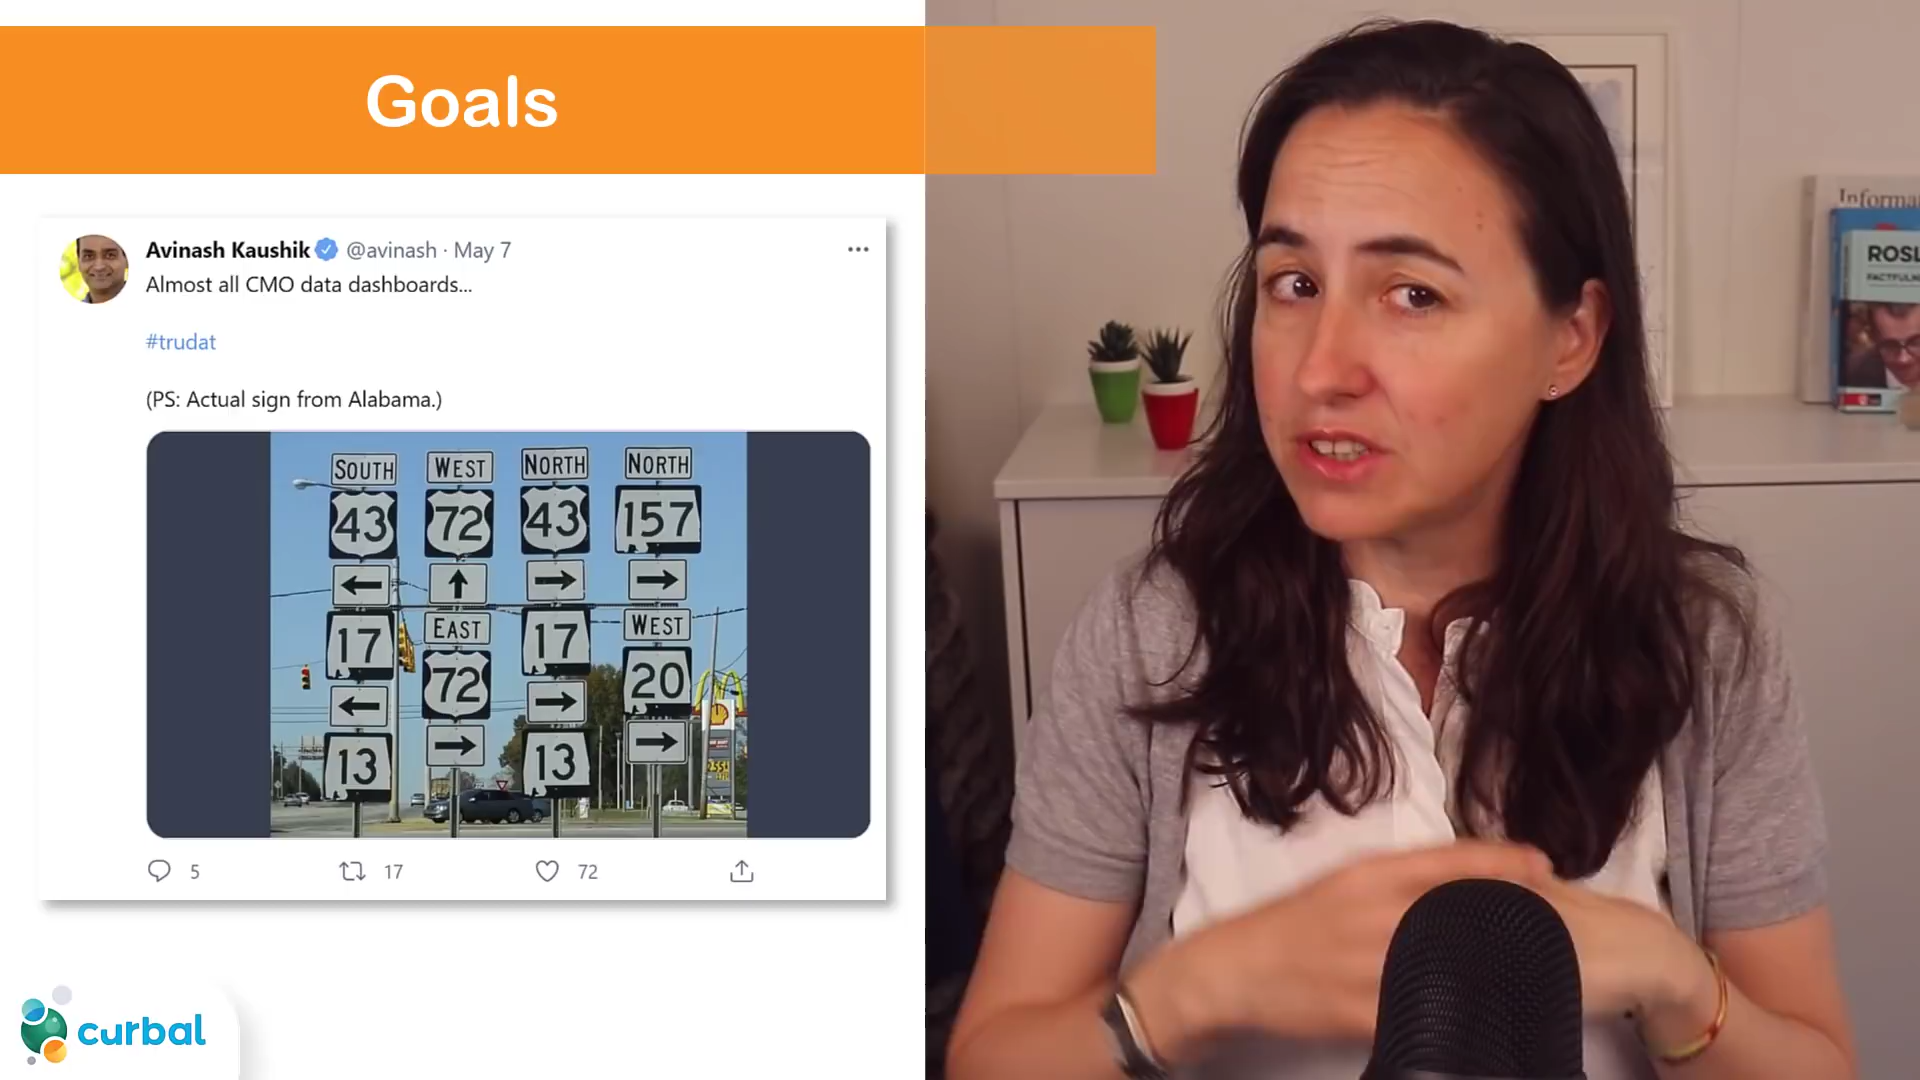 Goals
Avinash Kaushik @avinash · May 7
Almost all CMO data dashboards...
#trudat
(PS: Actual sign from Alabama.)
SOUTH WEST NORTH NORTH
43 72 43 157
17 EAST 17 WEST
72 20
13 13
5 17 72
curbal
ROSL